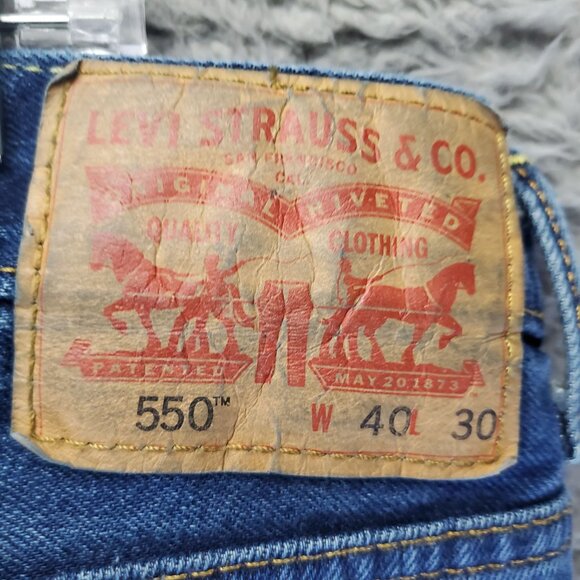 LEVI STRAUSS & CO.
SAN FRANCISCO
CAL.
ORIGINAL RIVETED
QUALITY CLOTHING
PATENTED MAY 20, 1873
550™ W 40 L 30